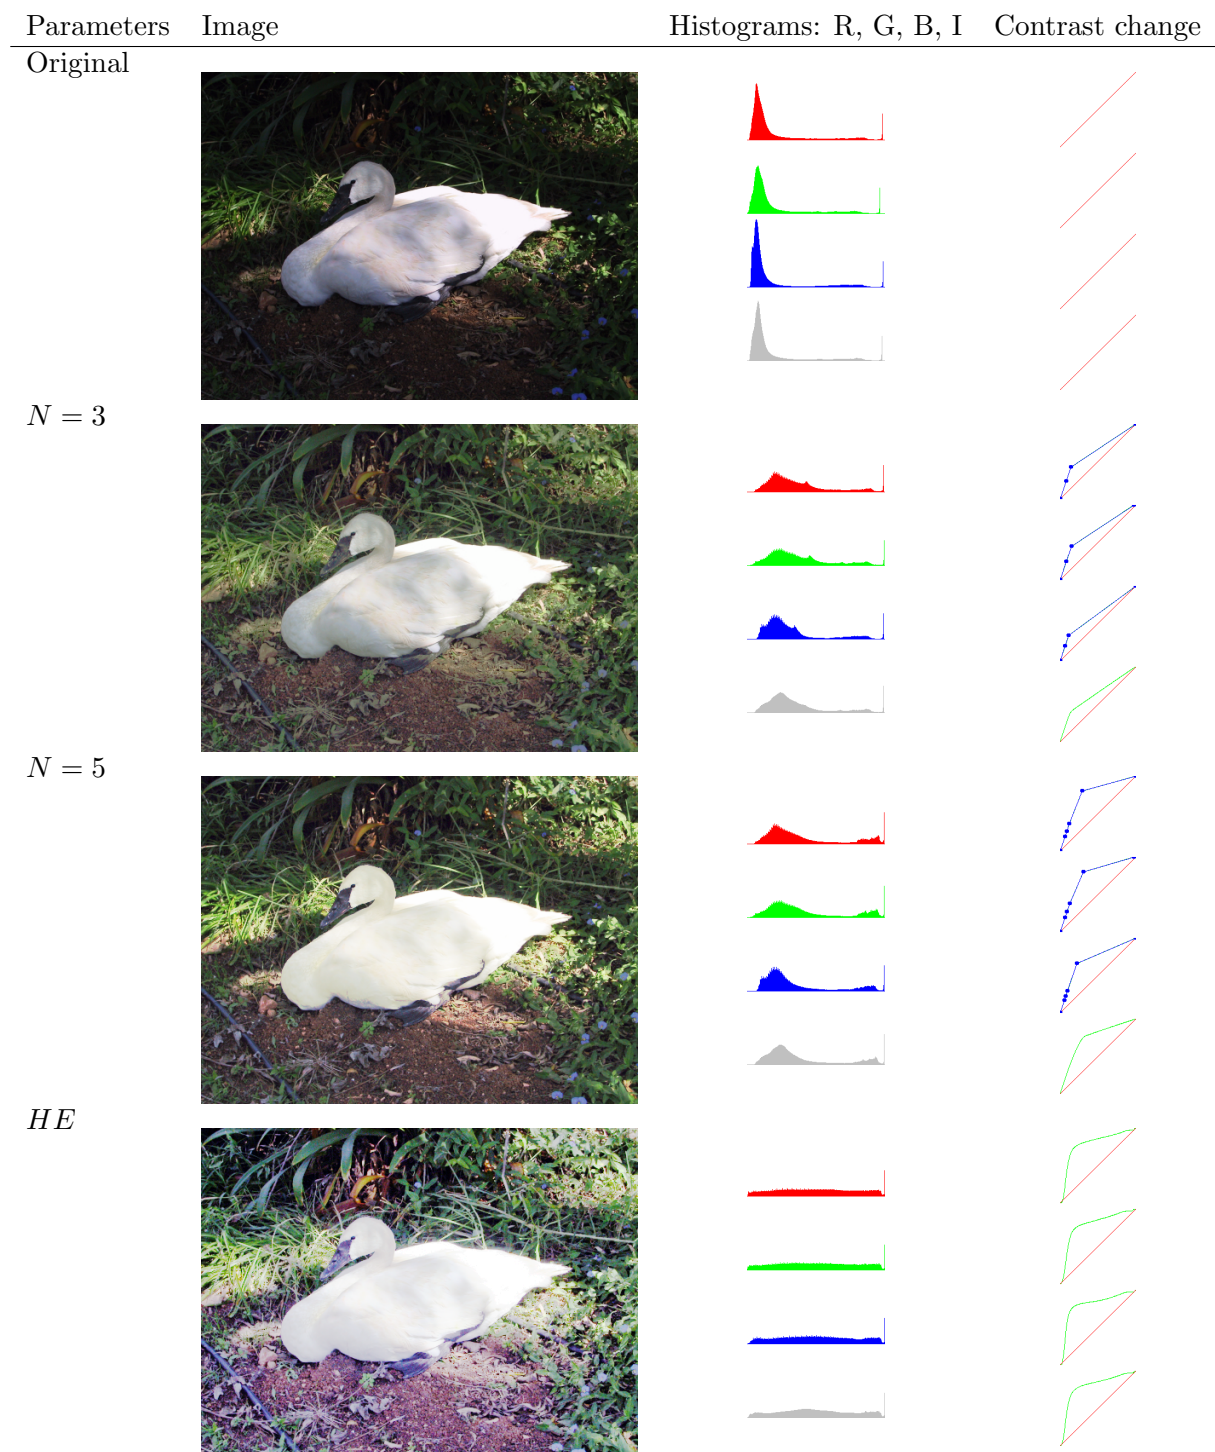 Parameters Image Histograms: R, G, B, I Contrast change
Original
N = 3
N = 5
HE